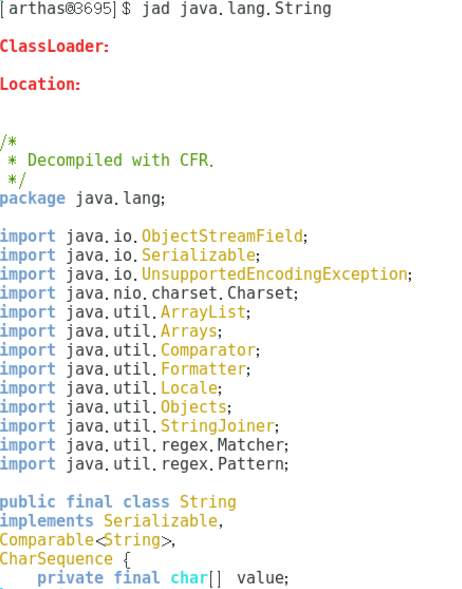 [arthas@3695]$ jad java.lang.String
ClassLoader:
Location:
/*
 * Decompiled with CFR.
 */
package java.lang;
import java.io.ObjectStreamField;
import java.io.Serializable;
import java.io.UnsupportedEncodingException;
import java.nio.charset.Charset;
import java.util.ArrayList;
import java.util.Arrays;
import java.util.Comparator;
import java.util.Formatter;
import java.util.Locale;
import java.util.Objects;
import java.util.StringJoiner;
import java.util.regex.Matcher;
import java.util.regex.Pattern;
public final class String
implements Serializable,
Comparable<String>,
CharSequence {
    private final char[] value;